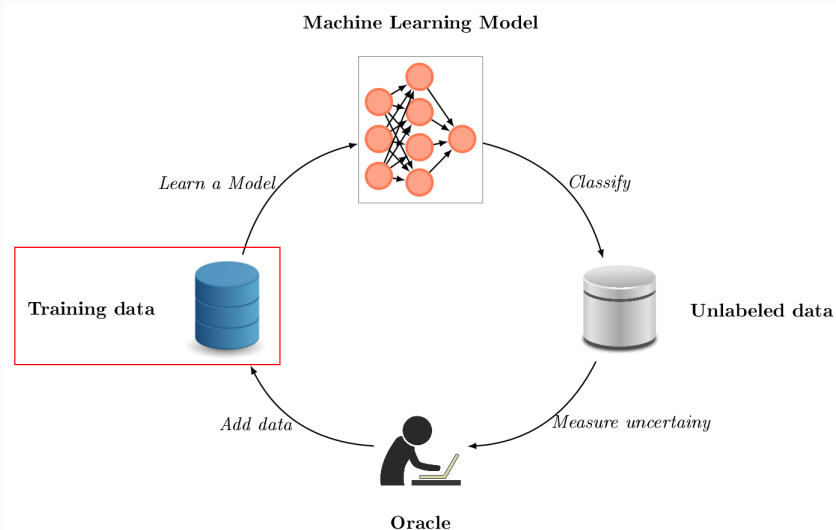 Machine Learning Model
Learn a Model
Classify
Training data
Unlabeled data
Add data
Measure uncertainy
Oracle